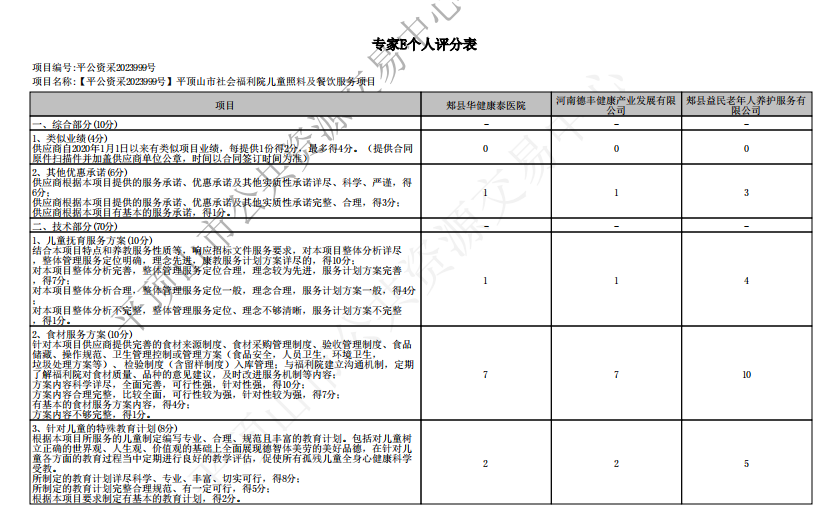 专家E个人评分表
项目编号:平公资采2023999号
项目名称:【平公资采2023999号】平顶山市社会福利院儿童照料及餐饮服务项目
项目 郏县华健康泰医院 河南德丰健康产业发展有限公司 郏县益民老年人养护服务有限公司
一、综合部分(10分) - - -
1、类似业绩(4分)
供应商自2020年1月1日以来有类似项目业绩，每提供1份得2分，最多得4分。（提供合同
原件扫描件并加盖供应商单位公章，时间以合同签订时间为准）
0 0 0
2、其他优惠承诺(6分)
供应商根据本项目提供的服务承诺、优惠承诺及其他实质性承诺详尽、科学、严谨，得
6分；
供应商根据本项目提供的服务承诺、优惠承诺及其他实质性承诺完整、合理，得3分；
供应商根据本项目有基本的服务承诺，得1分。
1 1 3
二、技术部分(70分) - - -
1、儿童抚育服务方案(10分)
结合本项目特点和养教服务性质等，响应招标文件服务要求，对本项目整体分析详尽
，整体管理服务定位明确，理念先进，康教服务计划方案详尽的，得10分；
对本项目整体分析完善，整体管理服务定位合理，理念较为先进，服务计划方案完善
，得7分；
对本项目整体分析合理，整体管理服务定位一般，理念合理，服务计划方案一般，得4分
；
对本项目整体分析不完整，整体管理服务定位、理念不够清晰，服务计划方案不完整
，得1分。
1 1 4
2、食材服务方案(10分)
针对本项目供应商提供完善的食材来源制度、食材采购管理制度、验收管理制度、食品
储藏、操作规范、卫生管理控制或管理方案（食品安全，人员卫生，环境卫生，
垃圾处理方案等）、检验制度（含留样制度）入库管理；与福利院建立沟通机制，定期
了解福利院对食材质量、品种的意见建议，及时改进服务机制等内容；
方案内容科学详尽，全面完善，可行性强，针对性强，得10分；
方案内容合理完整，比较全面，可行性较为强，针对性较为强，得7分；
有基本的食材服务方案内容，得4分；
方案内容不够完整，得1分。
7 7 10
3、针对儿童的特殊教育计划(8分)
根据本项目所服务的儿童制定编写专业、合理、规范且丰富的教育计划。包括对儿童树
立正确的世界观、人生观、价值观的基础上全面展现德智体美劳的美好品德，在针对儿
童各方面的教育过程当中定期进行良好的教学评估，促使所有孤残儿童全身心健康科学
受教。
所制定的教育计划详尽科学、专业、丰富、切实可行，得8分；
所制定的教育计划完整合理规范、有一定可行，得5分；
根据本项目要求制定有基本的教育计划，得2分。
2 2 5
平顶山市公共资源交易中心
平顶山市公共资源交易中心